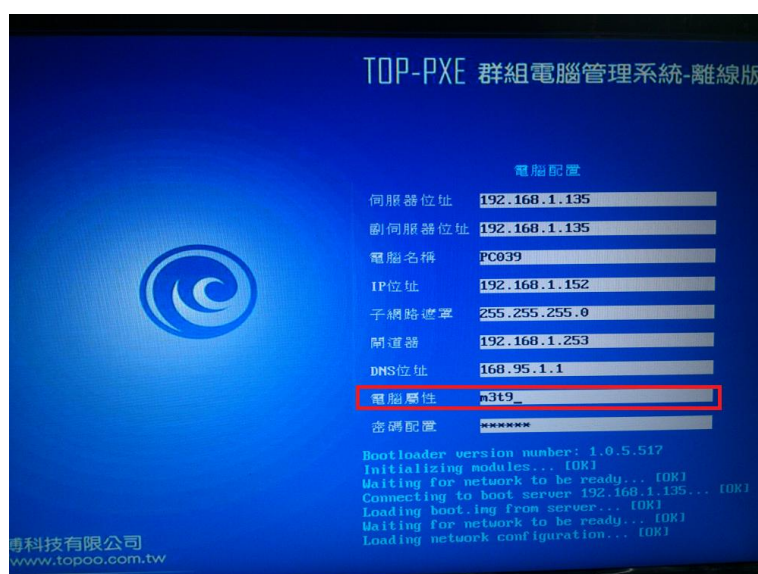 TOP-PXE 群組電腦管理系統-離線版
電腦配置
伺服器位址 192.168.1.135
副伺服器位址 192.168.1.135
電腦名稱 PC039
IP位址 192.168.1.152
子網路遮罩 255.255.255.0
閘道器 192.168.1.253
DNS位址 168.95.1.1
電腦屬性 m3t9_
密碼配置 ******
Bootloader version number: 1.0.5.517
Initializing modules... [OK]
Waiting for network to be ready... [OK]
Connecting to boot server 192.168.1.135... [OK]
Loading boot.img from server... [OK]
Waiting for network to be ready... [OK]
Loading network configuration... [OK]
博科技有限公司
www.topoo.com.tw